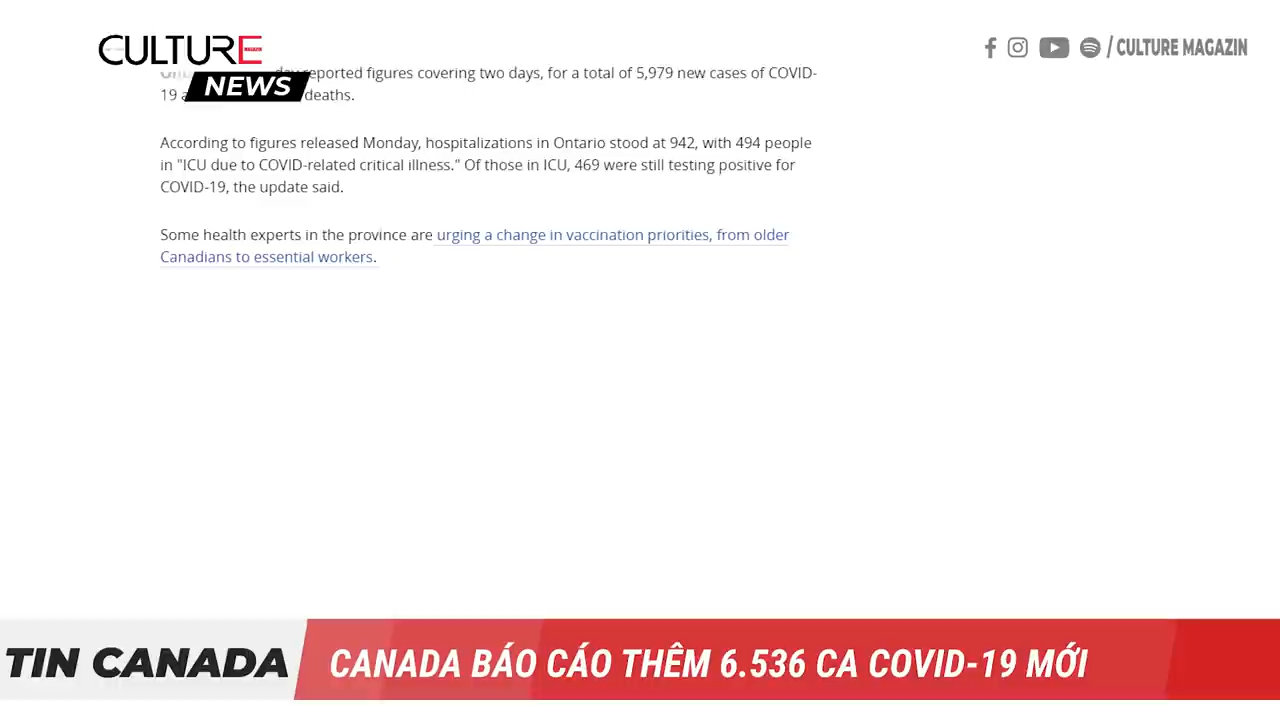 CULTURE
NEWS
/ CULTURE MAGAZIN
reported figures covering two days, for a total of 5,979 new cases of COVID-
19 deaths.
According to figures released Monday, hospitalizations in Ontario stood at 942, with 494 people
in "ICU due to COVID-related critical illness." Of those in ICU, 469 were still testing positive for
COVID-19, the update said.
Some health experts in the province are urging a change in vaccination priorities, from older
Canadians to essential workers.
TIN CANADA
CANADA BÁO CÁO THÊM 6.536 CA COVID-19 MỚI